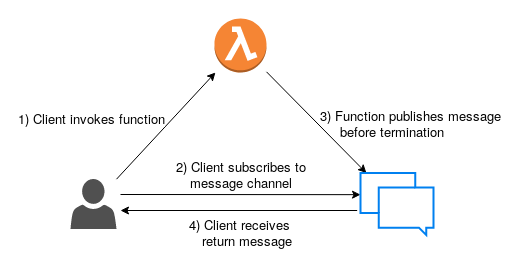 λ
1) Client invokes function
3) Function publishes message
before termination
2) Client subscribes to
message channel
4) Client receives
return message